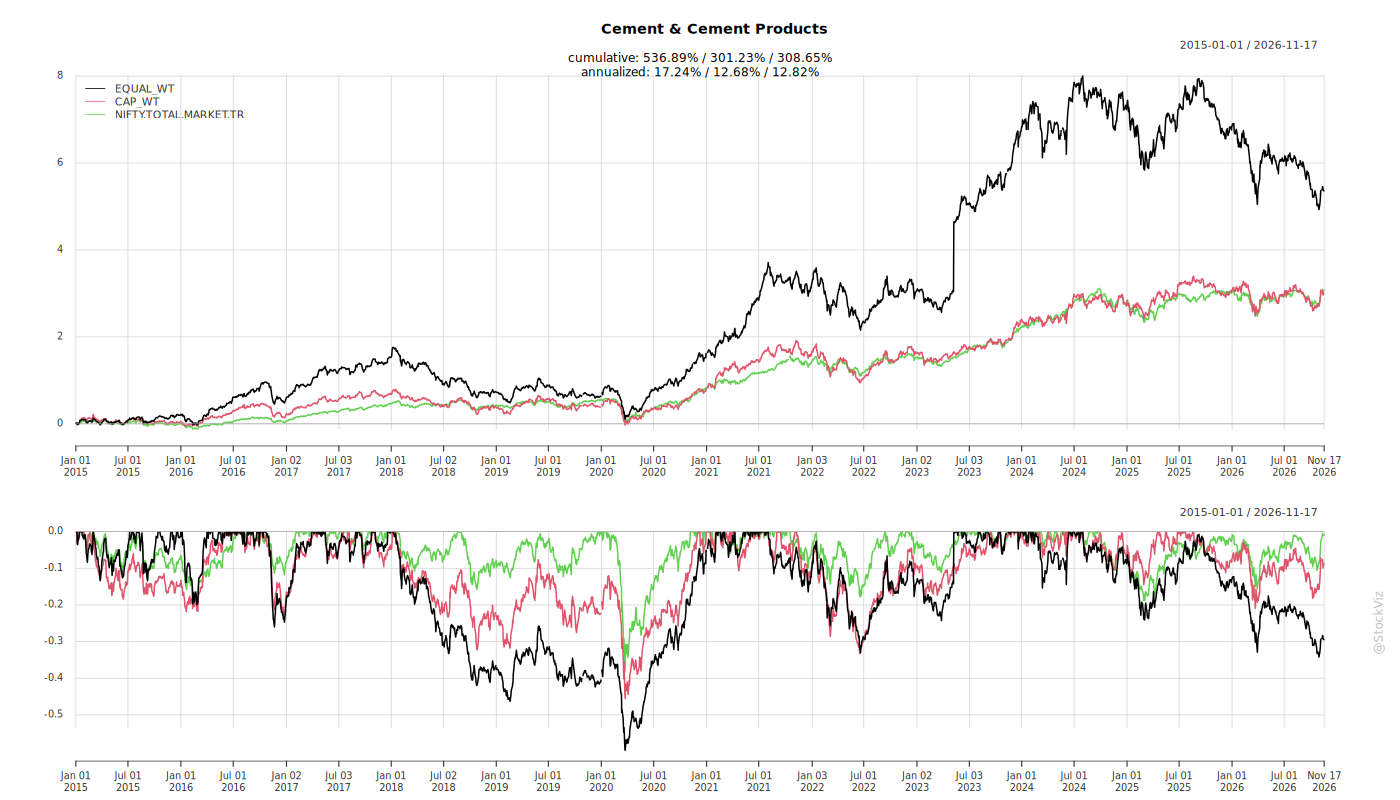 Cement & Cement Products
2015-01-01 / 2026-11-17
cumulative: 536.89% / 301.23% / 308.65%
annualized: 17.24% / 12.68% / 12.82%
EQUAL_WT
CAP_WT
NIFTY.TOTAL.MARKET.TR
8
6
4
2
0
Jan 01 Jul 01 Jan 01 Jul 01 Jan 02 Jul 03 Jan 01 Jul 02 Jan 01 Jul 01 Jan 01 Jul 01 Jan 01 Jul 01 Jan 03 Jul 01 Jan 02 Jul 03 Jan 01 Jul 01 Jan 01 Jul 01 Jan 01 Jul 01 Nov 17
2015 2015 2016 2016 2017 2017 2018 2018 2019 2019 2020 2020 2021 2021 2022 2022 2023 2023 2024 2024 2025 2025 2026 2026 2026
2015-01-01 / 2026-11-17
0.0
-0.1
-0.2
-0.3
-0.4
-0.5
Jan 01 Jul 01 Jan 01 Jul 01 Jan 02 Jul 03 Jan 01 Jul 02 Jan 01 Jul 01 Jan 01 Jul 01 Jan 01 Jul 01 Jan 03 Jul 01 Jan 02 Jul 03 Jan 01 Jul 01 Jan 01 Jul 01 Jan 01 Jul 01 Nov 17
2015 2015 2016 2016 2017 2017 2018 2018 2019 2019 2020 2020 2021 2021 2022 2022 2023 2023 2024 2024 2025 2025 2026 2026 2026
@StockViz